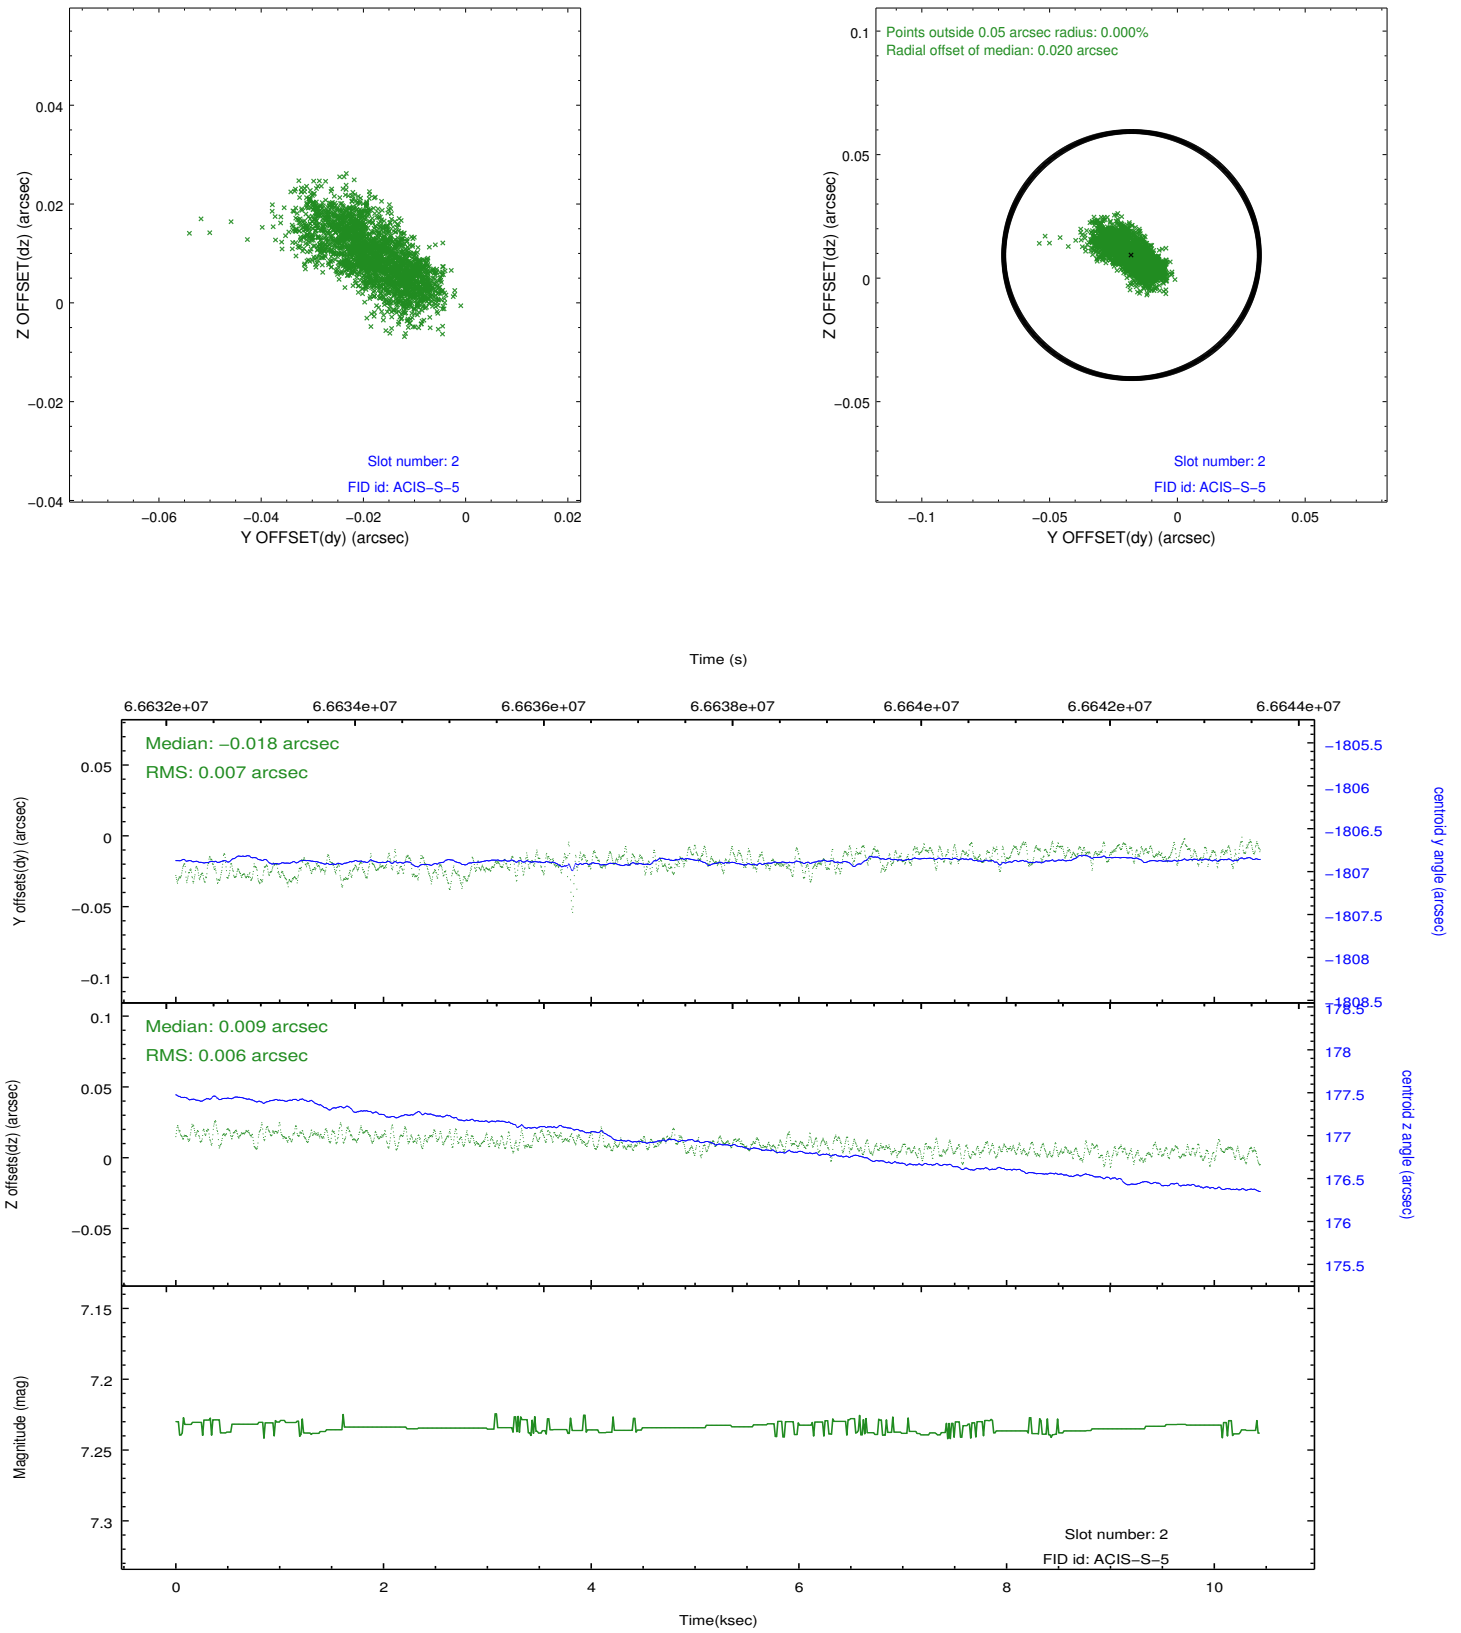 0.04
0.02
0
−0.02
−0.04
Z OFFSET(dz) (arcsec)
Slot number: 2
FID id: ACIS−S−5
−0.06 −0.04 −0.02 0 0.02
Y OFFSET(dy) (arcsec)
Points outside 0.05 arcsec radius: 0.000%
Radial offset of median: 0.020 arcsec
0.1
0.05
0
−0.05
Z OFFSET(dz) (arcsec)
Slot number: 2
FID id: ACIS−S−5
−0.1 −0.05 0 0.05
Y OFFSET(dy) (arcsec)
Time (s)
6.6632e+07 6.6634e+07 6.6636e+07 6.6638e+07 6.664e+07 6.6642e+07 6.6644e+07
Median: −0.018 arcsec
RMS: 0.007 arcsec
0.05
0
−0.05
−0.1
Y offsets(dy) (arcsec)
−1805.5
−1806
−1806.5
−1807
−1807.5
−1808
−1808.5
centroid y angle (arcsec)
Median: 0.009 arcsec
RMS: 0.006 arcsec
0.1
0.05
0
−0.05
Z offsets(dz) (arcsec)
178.5
178
177.5
177
176.5
176
175.5
centroid z angle (arcsec)
7.15
7.2
7.25
7.3
Magnitude (mag)
Slot number: 2
FID id: ACIS−S−5
0 2 4 6 8 10
Time(ksec)